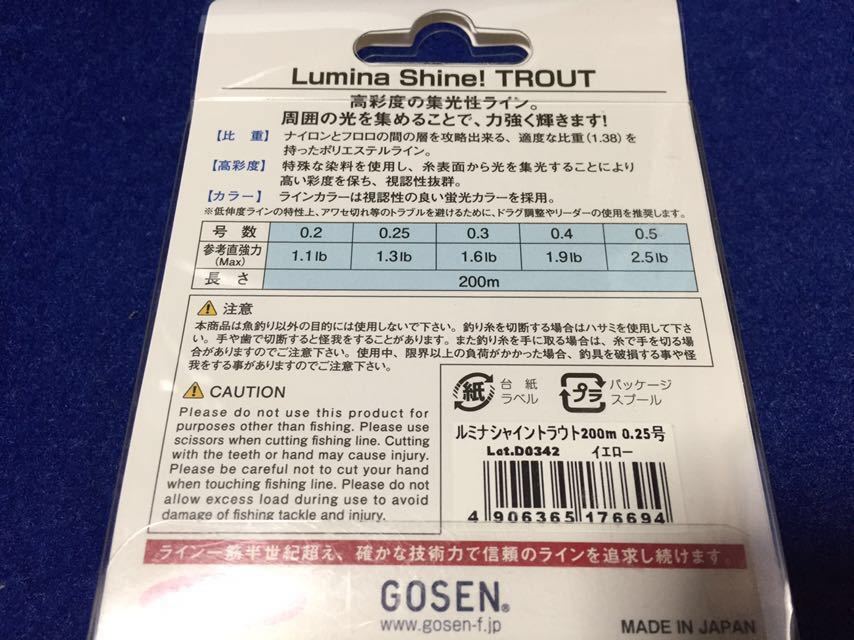 Lumina Shine! TROUT
高彩度の集光性ライン。
周囲の光を集めることで、力強く輝きます!
【比 重】 ナイロンとフロロの間の層を攻略出来る、適度な比重(1.38)を
持ったポリエステルライン。
【高彩度】 特殊な染料を使用し、糸表面から光を集光することにより
高い彩度を保ち、視認性抜群。
【カラー】 ラインカラーは視認性の良い蛍光カラーを採用。
※低伸度ラインの特性上、アワセ切れ等のトラブルを避けるために、ドラグ調整やリーダーの使用を推奨します。
号 数 0.2 0.25 0.3 0.4 0.5
参考直強力 (Max) 1.1lb 1.3lb 1.6lb 1.9lb 2.5lb
長 さ 200m
注意
本商品は魚釣り以外の目的には使用しないで下さい。釣り糸を切断する場合はハサミを使用して下さ
い。手や歯で切断すると怪我をすることがあります。また釣り糸を手に取る場合は、糸で手を切る場
合がありますのでご注意下さい。使用中、限界以上の負荷がかかった場合、釣具を破損する事や怪
我をする事がありますのでご注意下さい。
CAUTION
Please do not use this product for
purposes other than fishing. Please use
scissors when cutting fishing line. Cutting
with the teeth or hand may cause injury.
Please be careful not to cut your hand
when touching fishing line. Please do not
allow excess load during use to avoid
damage of fishing tackle and injury.
紙 台 紙
ラベル
プラ パッケージ
スプール
ルミナシャイントラウト200m 0.25号
Lot.D0342 イエロー
4 906365 176694
ライン一筋半世紀超え、確かな技術力で信頼のラインを追求し続けます。
GOSEN®
www.gosen-f.jp
MADE IN JAPAN